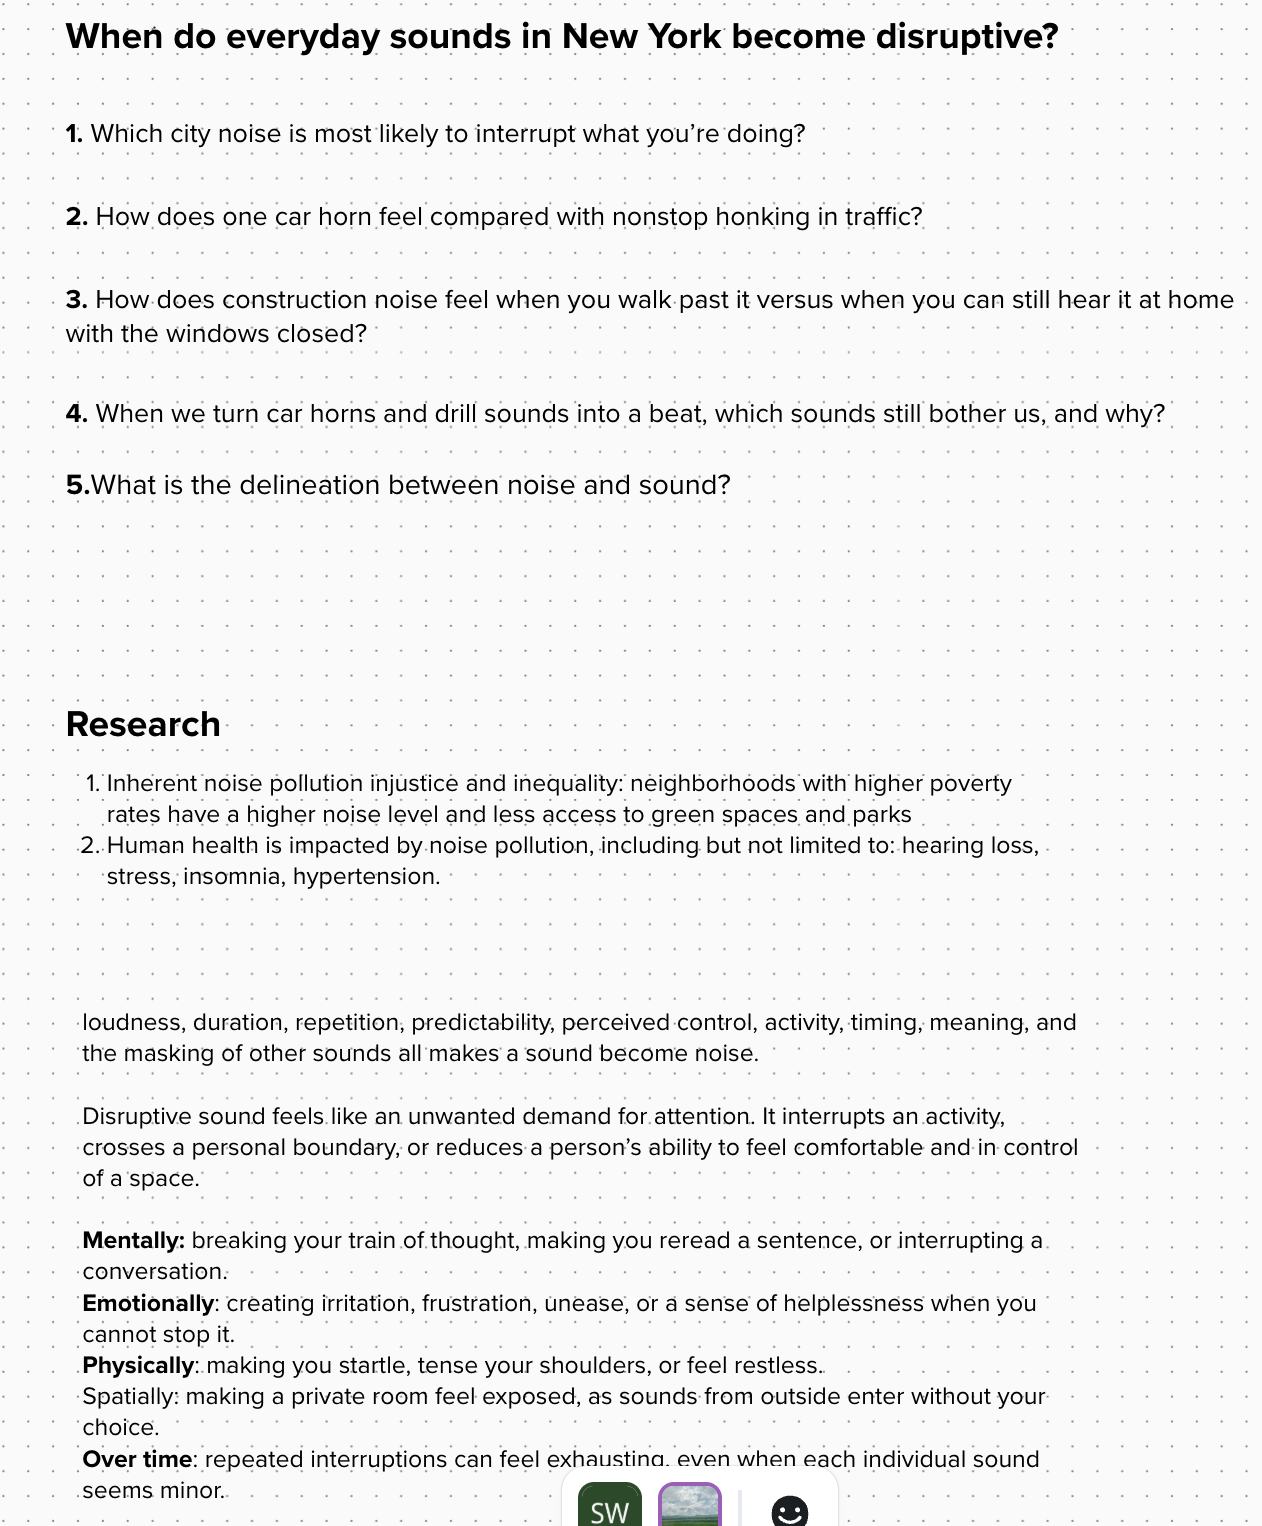 When do everyday sounds in New York become disruptive?
1. Which city noise is most likely to interrupt what you’re doing?
2. How does one car horn feel compared with nonstop honking in traffic?
3. How does construction noise feel when you walk past it versus when you can still hear it at home
with the windows closed?
4. When we turn car horns and drill sounds into a beat, which sounds still bother us, and why?
5.What is the delineation between noise and sound?
Research
1. Inherent noise pollution injustice and inequality: neighborhoods with higher poverty
rates have a higher noise level and less access to green spaces and parks
2. Human health is impacted by noise pollution, including but not limited to: hearing loss,
stress, insomnia, hypertension.
loudness, duration, repetition, predictability, perceived control, activity, timing, meaning, and
the masking of other sounds all makes a sound become noise.
Disruptive sound feels like an unwanted demand for attention. It interrupts an activity,
crosses a personal boundary, or reduces a person’s ability to feel comfortable and in control
of a space.
Mentally: breaking your train of thought, making you reread a sentence, or interrupting a
conversation.
Emotionally: creating irritation, frustration, unease, or a sense of helplessness when you
cannot stop it.
Physically: making you startle, tense your shoulders, or feel restless.
Spatially: making a private room feel exposed, as sounds from outside enter without your
choice.
Over time: repeated interruptions can feel exhausting, even when each individual sound
seems minor.
SW